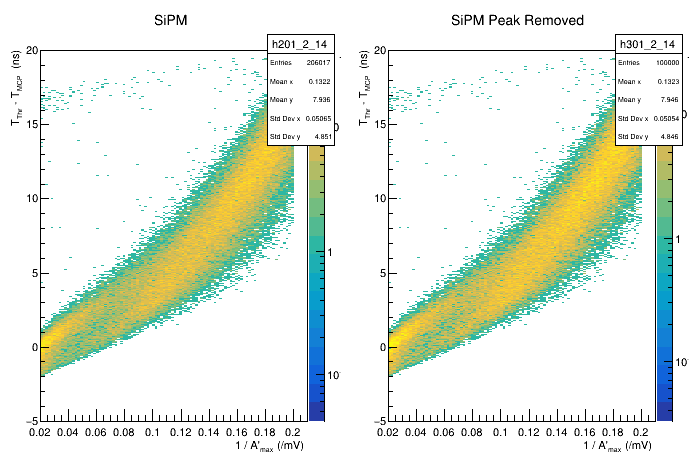 SiPM
SiPM Peak Removed
h201_2_14
Entries 206017
Mean x 0.1322
Mean y 7.936
Std Dev x 0.05065
Std Dev y 4.851
h301_2_14
Entries 100000
Mean x 0.1323
Mean y 7.946
Std Dev x 0.05054
Std Dev y 4.846
T_Thr - T_MCP (ns)
20
15
10
5
0
−5
0.02 0.04 0.06 0.08 0.1 0.12 0.14 0.16 0.18 0.2
1 / A'_max (/mV)
1
10
T_Thr - T_MCP (ns)
20
15
10
5
0
−5
0.02 0.04 0.06 0.08 0.1 0.12 0.14 0.16 0.18 0.2
1 / A'_max (/mV)
1
10